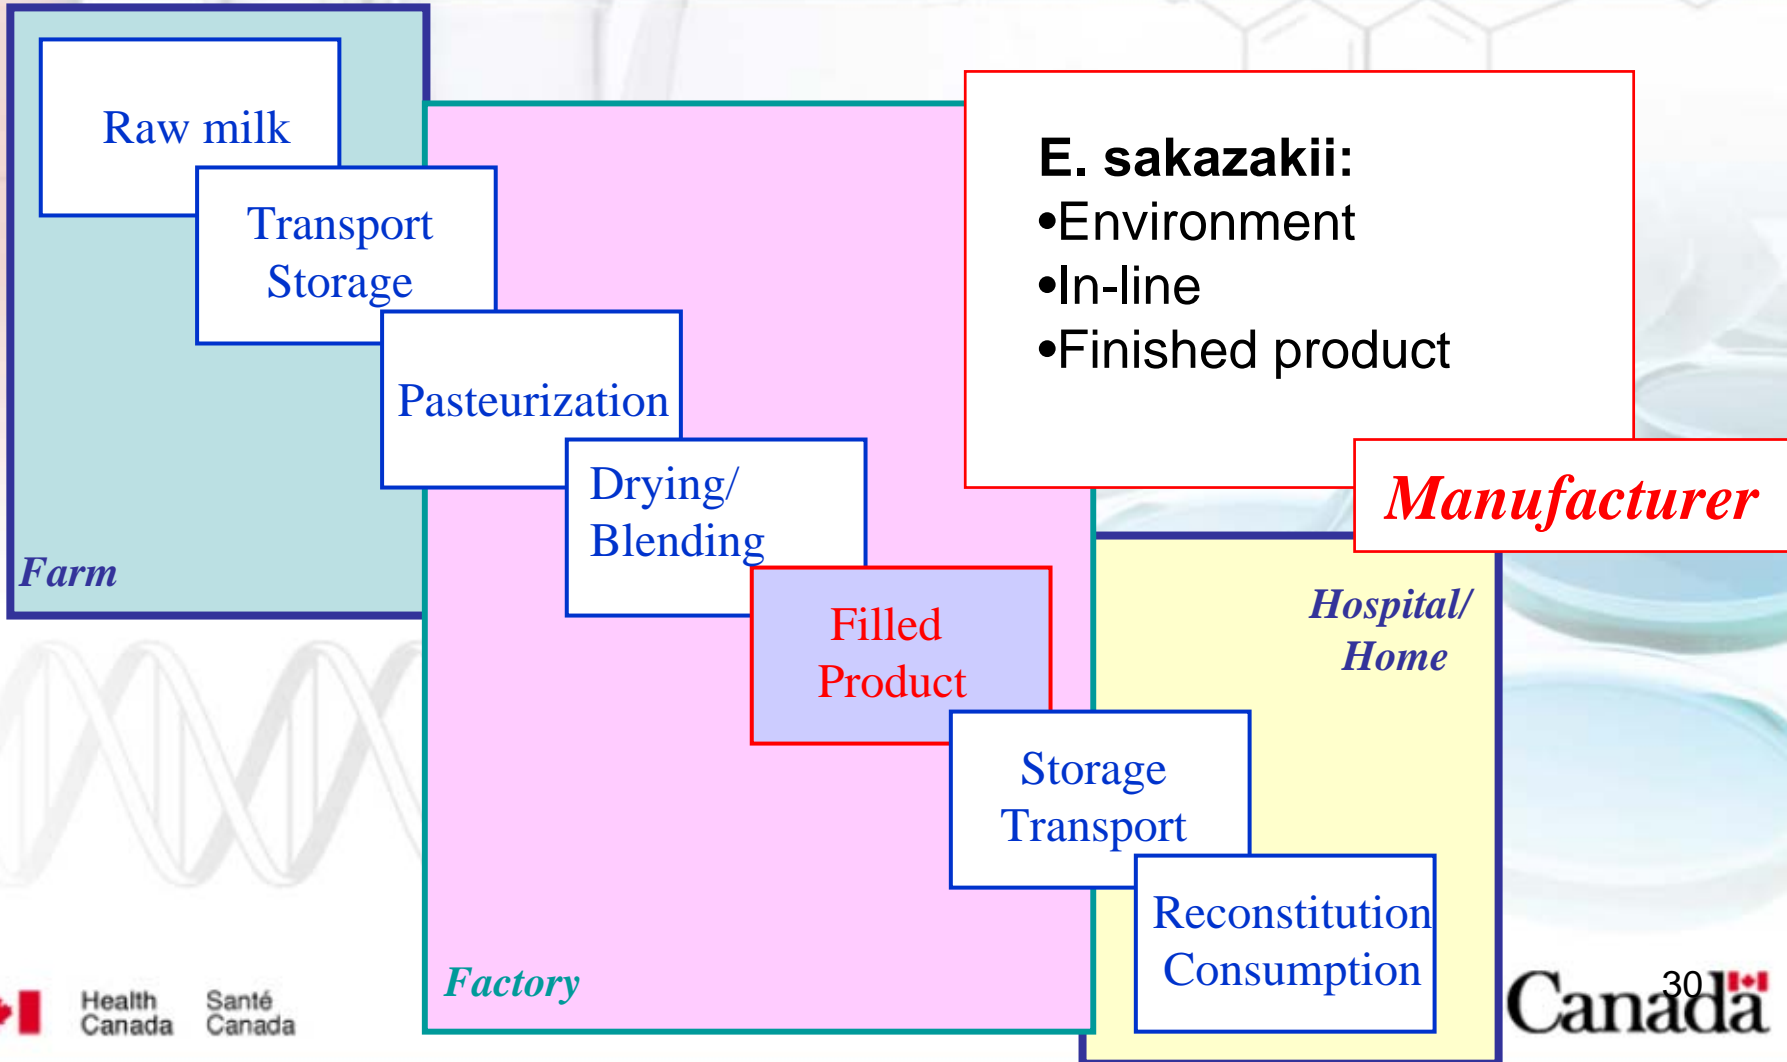 Raw milk
Transport
Storage
Pasteurization
Drying/
Blending
Filled
Product
Storage
Transport
Reconstitution
Consumption
Farm
Factory
Hospital/
Home
E. sakazakii:
•Environment
•In-line
•Finished product
Manufacturer
Health Santé
Canada Canada
Canada
30